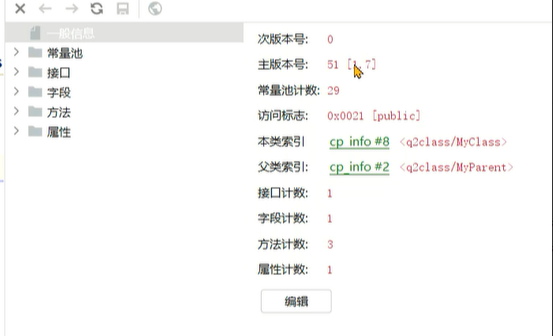 一般信息
常量池
接口
字段
方法
属性
次版本号: 0
主版本号: 51 [1.7]
常量池计数: 29
访问标志: 0x0021 [public]
本类索引 cp_info #8 <q2class/MyClass>
父类索引: cp_info #2 <q2class/MyParent>
接口计数: 1
字段计数: 1
方法计数: 3
属性计数: 1
编辑